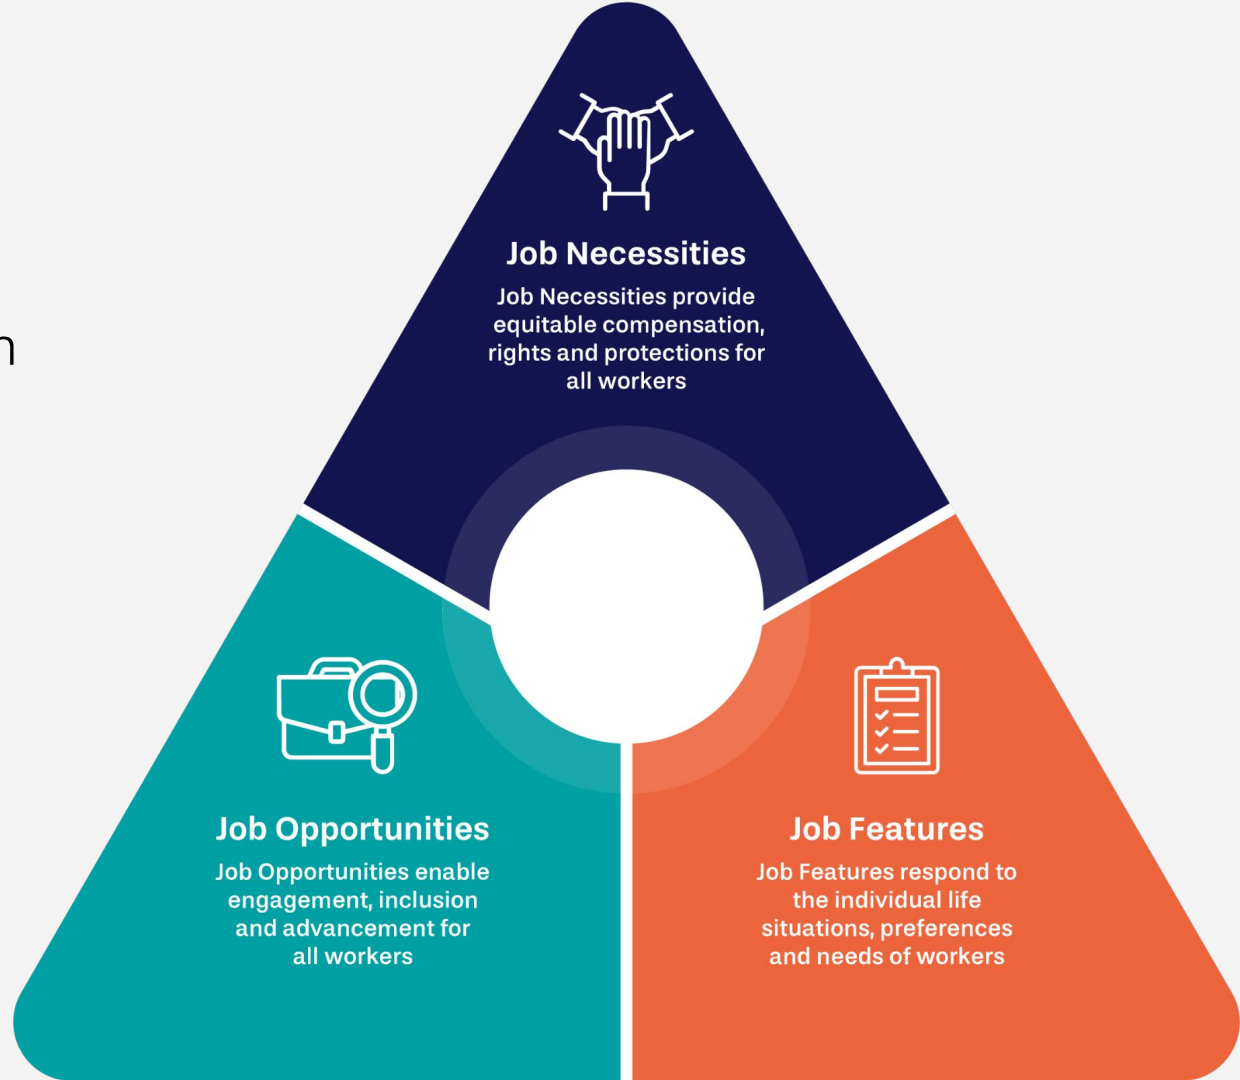 Job Necessities
Job Necessities provide
equitable compensation,
rights and protections for
all workers
Job Opportunities
Job Opportunities enable
engagement, inclusion
and advancement for
all workers
Job Features
Job Features respond to
the individual life
situations, preferences
and needs of workers